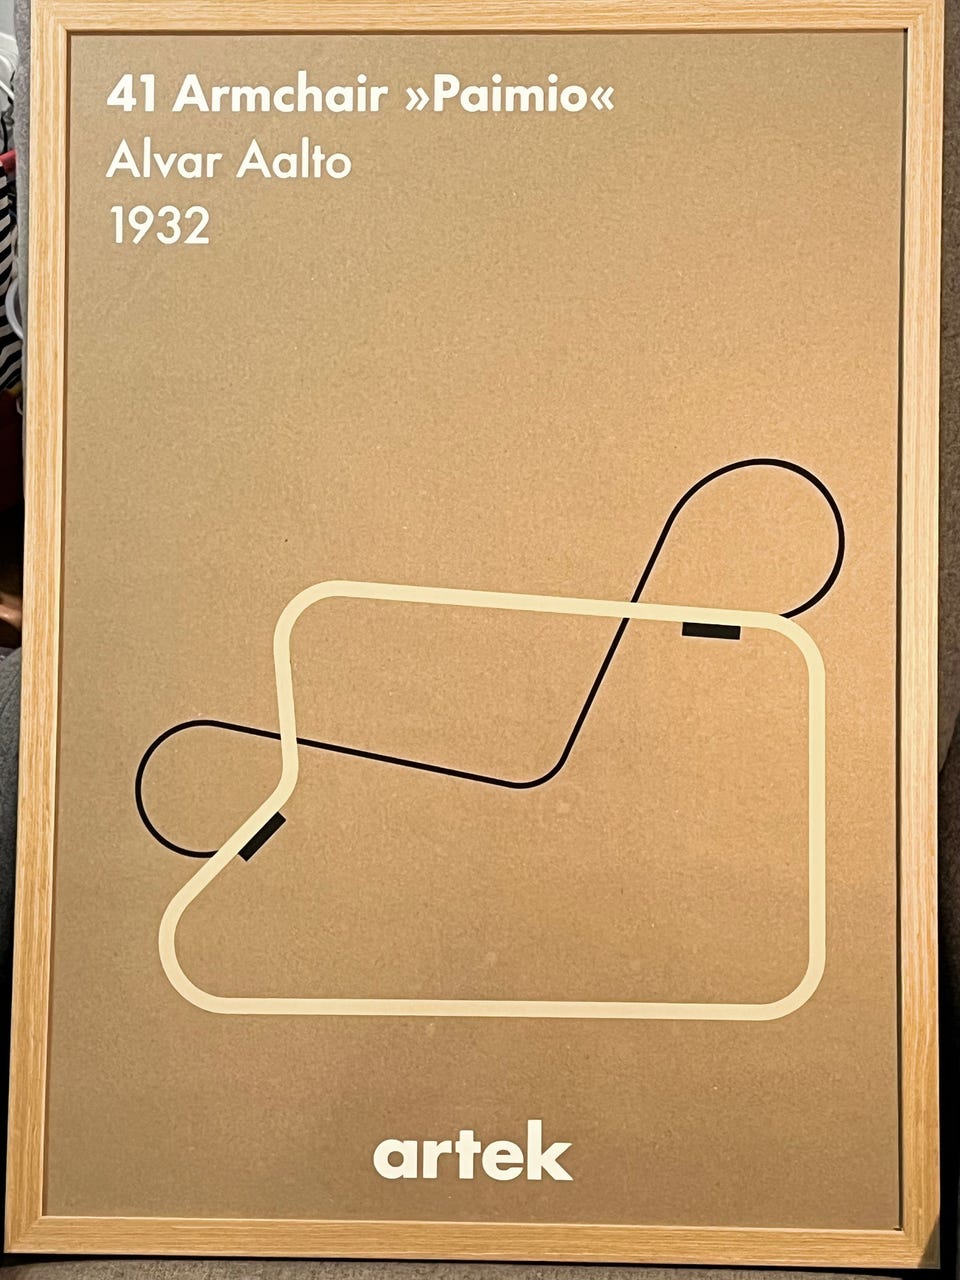 41 Armchair »Paimio«
Alvar Aalto
1932
artek